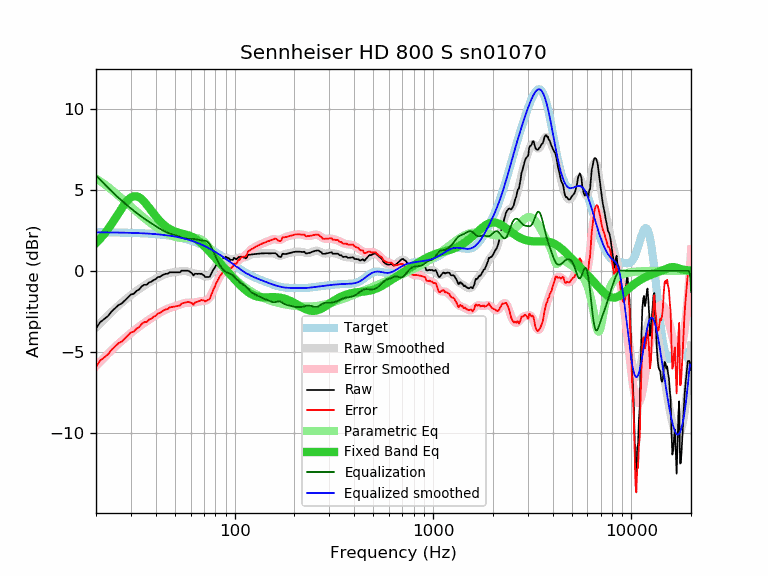 Sennheiser HD 800 S sn01070
Amplitude (dBr)
10
5
0
−5
−10
Target
Raw Smoothed
Error Smoothed
Raw
Error
Parametric Eq
Fixed Band Eq
Equalization
Equalized smoothed
100
1000
10000
Frequency (Hz)